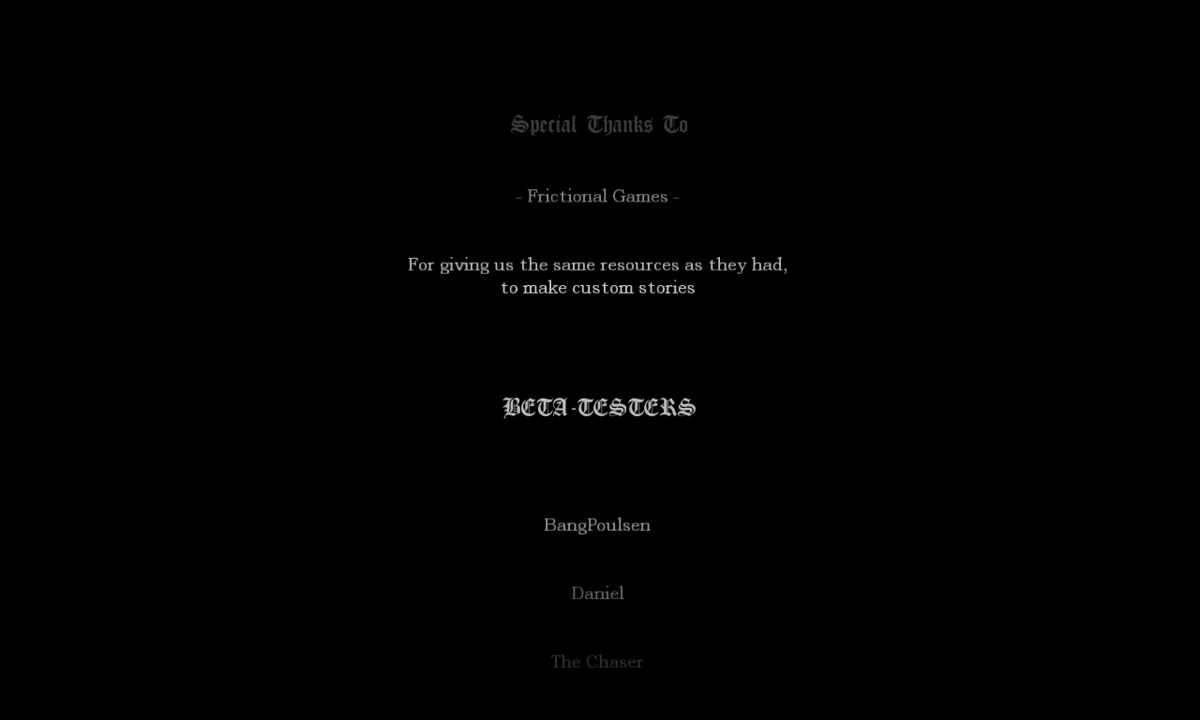 Special Thanks To
- Frictional Games -
For giving us the same resources as they had,
to make custom stories
BETA-TESTERS
BangPoulsen
Daniel
The Chaser